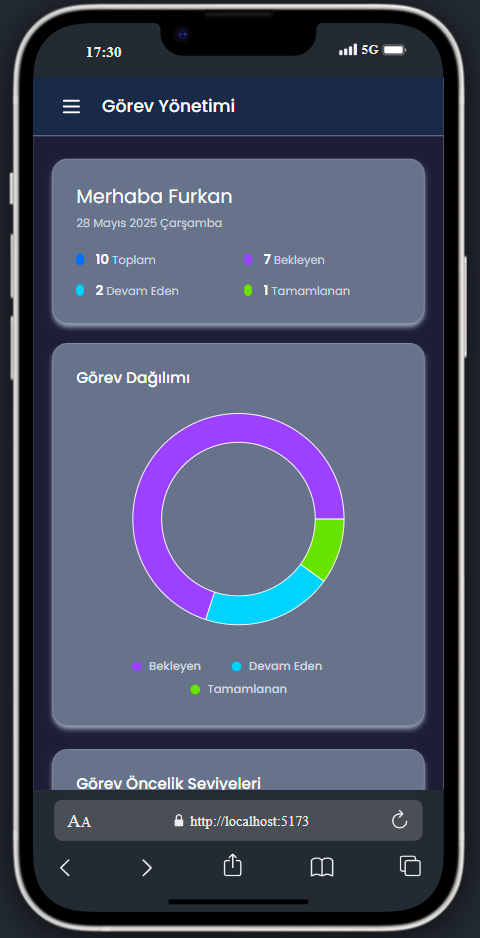 17:30
5G
Görev Yönetimi
Merhaba Furkan
28 Mayıs 2025 Çarşamba
10 Toplam
7 Bekleyen
2 Devam Eden
1 Tamamlanan
Görev Dağılımı
Bekleyen
Devam Eden
Tamamlanan
Görev Öncelik Seviyeleri
AA
http://localhost:5173